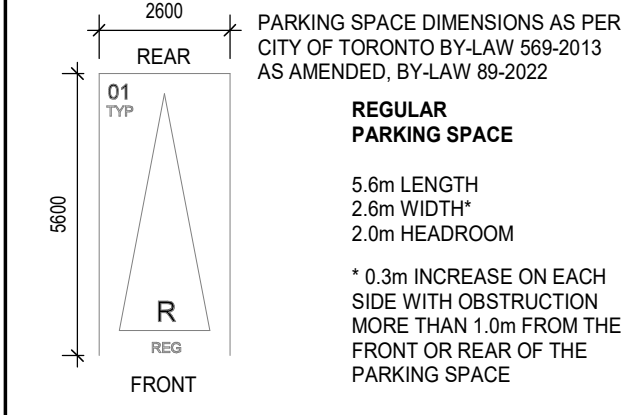 2600
PARKING SPACE DIMENSIONS AS PER
CITY OF TORONTO BY-LAW 569-2013
AS AMENDED, BY-LAW 89-2022
REAR
01
TYP
5600
R
REG
FRONT
REGULAR
PARKING SPACE
5.6m LENGTH
2.6m WIDTH*
2.0m HEADROOM
* 0.3m INCREASE ON EACH
SIDE WITH OBSTRUCTION
MORE THAN 1.0m FROM THE
FRONT OR REAR OF THE
PARKING SPACE